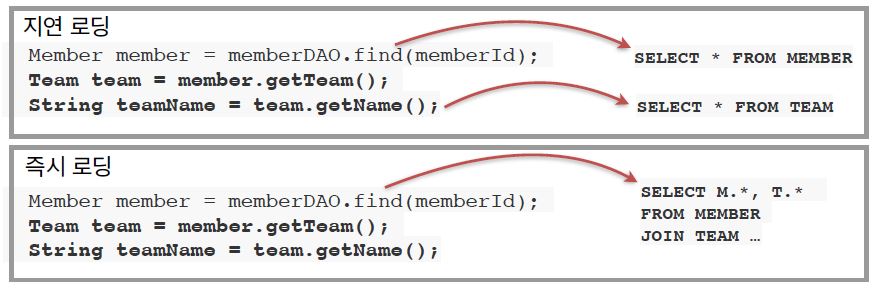 지연 로딩
Member member = memberDAO.find(memberId);
SELECT * FROM MEMBER
Team team = member.getTeam();
String teamName = team.getName();
SELECT * FROM TEAM
즉시 로딩
Member member = memberDAO.find(memberId);
Team team = member.getTeam();
String teamName = team.getName();
SELECT M.*, T.*
FROM MEMBER
JOIN TEAM …